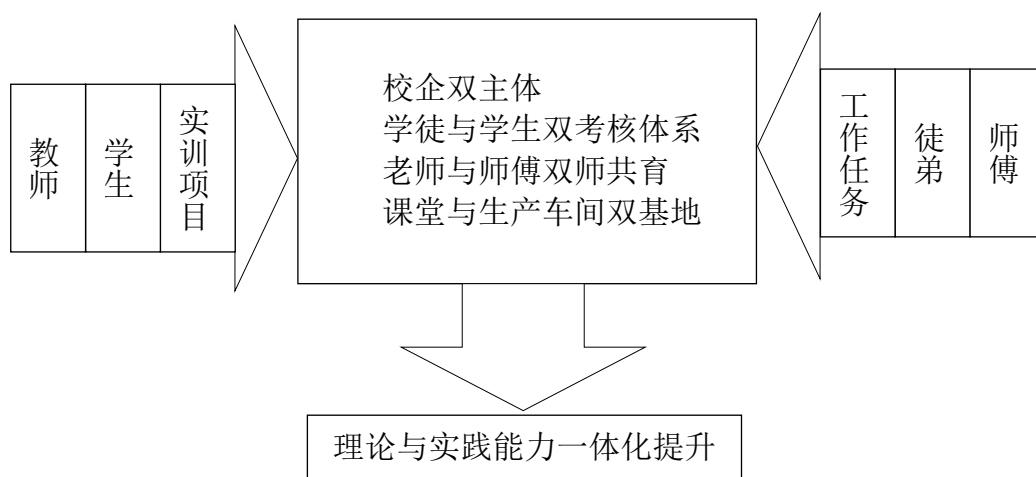 教师
学生
实训项目
校企双主体
学徒与学生双考核体系
老师与师傅双师共育
课堂与生产车间双基地
工作任务
徒弟
师傅
理论与实践能力一体化提升